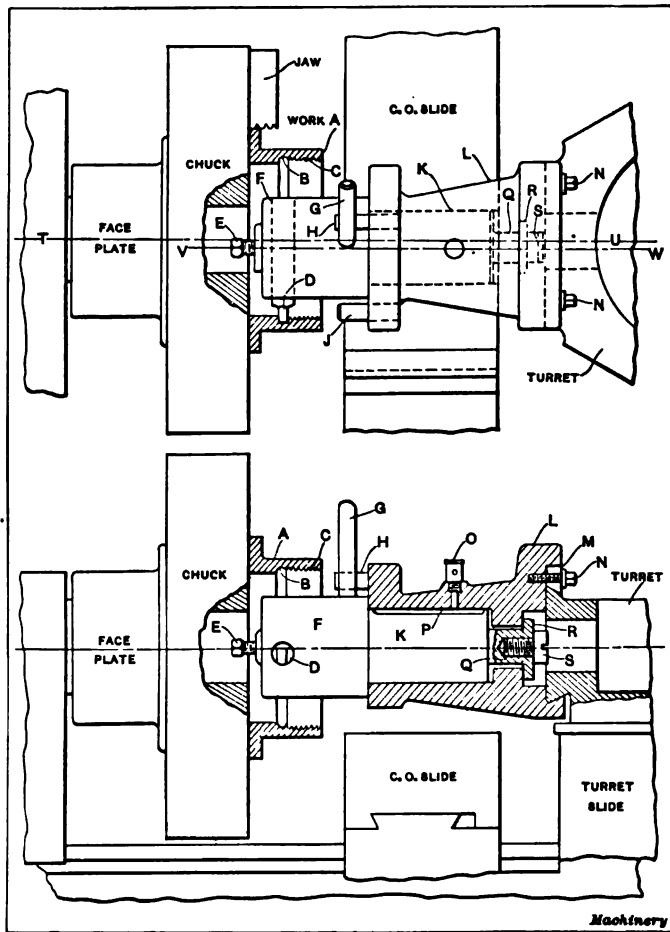 JAW
C.O. SLIDE
WORK A
CHUCK
B
C
F
K
L
G
Q
R
S
N
E
H
T
FACE
PLATE
V
U
W
D
J
N
TURRET
G
A
C
O
L
M
N
H
CHUCK
B
TURRET
P
FACE
PLATE
E
F
K
R
D
Q
S
C.O. SLIDE
TURRET
SLIDE
Machinery